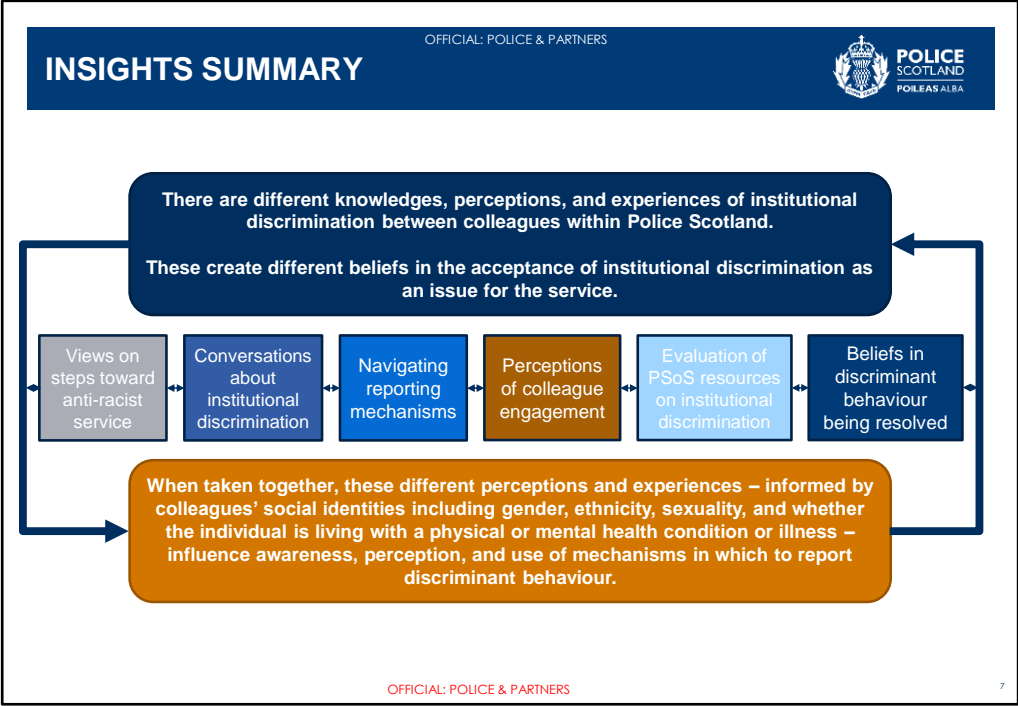 OFFICIAL: POLICE & PARTNERS
INSIGHTS SUMMARY
POLICE
SCOTLAND
POILEAS ALBA
There are different knowledges, perceptions, and experiences of institutional
discrimination between colleagues within Police Scotland.
These create different beliefs in the acceptance of institutional discrimination as
an issue for the service.
Views on
steps toward
anti-racist
service
Conversations
about
institutional
discrimination
Navigating
reporting
mechanisms
Perceptions
of colleague
engagement
Evaluation of
PSoS resources
on institutional
discrimination
Beliefs in
discriminant
behaviour
being resolved
When taken together, these different perceptions and experiences – informed by
colleagues’ social identities including gender, ethnicity, sexuality, and whether
the individual is living with a physical or mental health condition or illness –
influence awareness, perception, and use of mechanisms in which to report
discriminant behaviour.
OFFICIAL: POLICE & PARTNERS
7